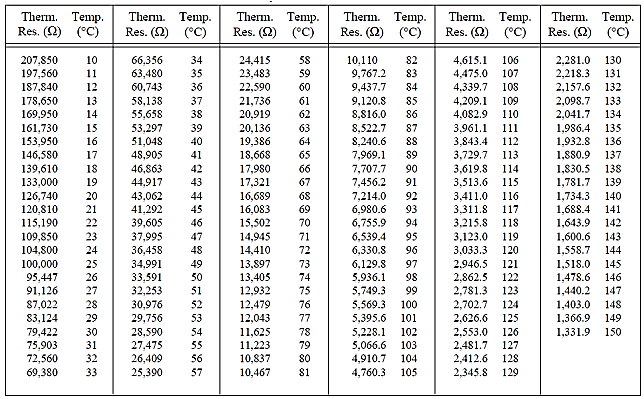 Therm. Temp. Therm. Temp. Therm. Temp. Therm. Temp. Therm. Temp. Therm. Temp.
Res. (Ω) (°C) Res. (Ω) (°C) Res. (Ω) (°C) Res. (Ω) (°C) Res. (Ω) (°C) Res. (Ω) (°C)
207,850 10 66,356 34 24,415 58 10,110 82 4,615.1 106 2,281.0 130
197,560 11 63,480 35 23,483 59 9,767.2 83 4,475.0 107 2,218.3 131
187,840 12 60,743 36 22,590 60 9,437.7 84 4,339.7 108 2,157.6 132
178,650 13 58,138 37 21,736 61 9,120.8 85 4,209.1 109 2,098.7 133
169,950 14 55,658 38 20,919 62 8,816.0 86 4,082.9 110 2,041.7 134
161,730 15 53,297 39 20,136 63 8,522.7 87 3,961.1 111 1,986.4 135
153,950 16 51,048 40 19,386 64 8,240.6 88 3,843.4 112 1,932.8 136
146,580 17 48,905 41 18,668 65 7,969.1 89 3,729.7 113 1,880.9 137
139,610 18 46,863 42 17,980 66 7,707.7 90 3,619.8 114 1,830.5 138
133,000 19 44,917 43 17,321 67 7,456.2 91 3,513.6 115 1,781.7 139
126,740 20 43,062 44 16,689 68 7,214.0 92 3,411.0 116 1,734.3 140
120,810 21 41,292 45 16,083 69 6,980.6 93 3,311.8 117 1,688.4 141
115,190 22 39,605 46 15,502 70 6,755.9 94 3,215.8 118 1,643.9 142
109,850 23 37,995 47 14,945 71 6,539.4 95 3,123.0 119 1,600.6 143
104,800 24 36,458 48 14,410 72 6,330.8 96 3,033.3 120 1,558.7 144
100,000 25 34,991 49 13,897 73 6,129.8 97 2,946.5 121 1,518.0 145
95,447 26 33,591 50 13,405 74 5,936.1 98 2,862.5 122 1,478.6 146
91,126 27 32,253 51 12,932 75 5,749.3 99 2,781.3 123 1,440.2 147
87,022 28 30,976 52 12,479 76 5,569.3 100 2,702.7 124 1,403.0 148
83,124 29 29,756 53 12,043 77 5,395.6 101 2,626.6 125 1,366.9 149
79,422 30 28,590 54 11,625 78 5,228.1 102 2,553.0 126 1,331.9 150
75,903 31 27,475 55 11,223 79 5,066.6 103 2,481.7 127
72,560 32 26,409 56 10,837 80 4,910.7 104 2,412.6 128
69,380 33 25,390 57 10,467 81 4,760.3 105 2,345.8 129